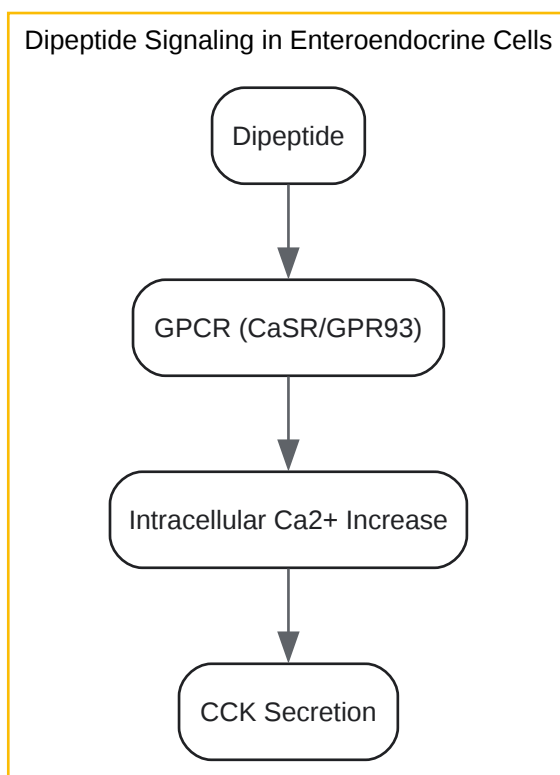 Dipeptide Signaling in Enteroendocrine Cells
Dipeptide
GPCR (CaSR/GPR93)
Intracellular Ca2+ Increase
CCK Secretion